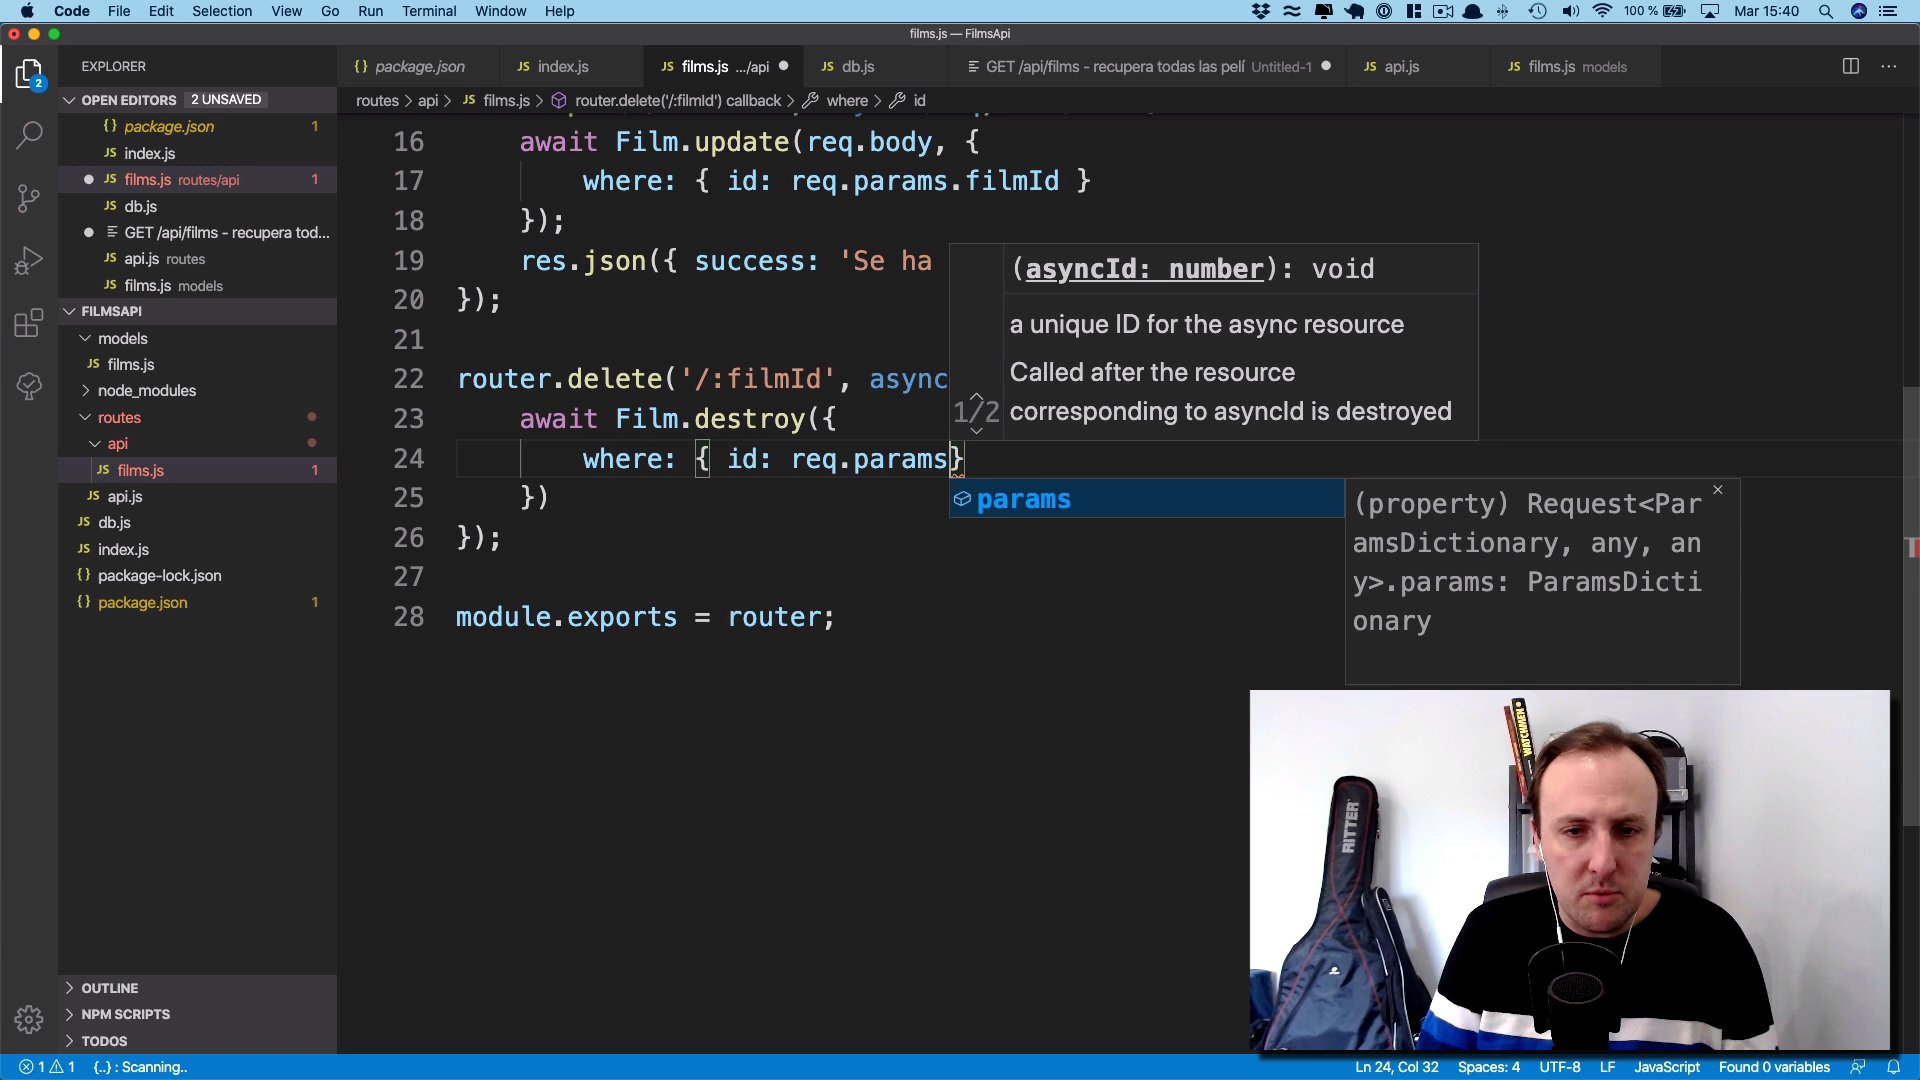 Code File Edit Selection View Go Run Terminal Window Help 100 % Mar 15:40
films.js — FilmsApi
EXPLORER
{} package.json JS index.js JS films.js .../api JS db.js GET /api/films - recupera todas las pelí Untitled-1 JS api.js JS films.js models
routes > api > JS films.js > router.delete('/:filmId') callback > where > id
2
OPEN EDITORS 2 UNSAVED
{} package.json 1
JS index.js
JS films.js routes/api 1
JS db.js
GET /api/films - recupera tod...
JS api.js routes
JS films.js models
FILMSAPI
models
JS films.js
node_modules
routes
api
JS films.js 1
JS api.js
JS db.js
JS index.js
{} package-lock.json
{} package.json 1
OUTLINE
NPM SCRIPTS
TODOS
16 await Film.update(req.body, {
17 where: { id: req.params.filmId }
18 });
19 res.json({ success: 'Se ha
20 });
21
22 router.delete('/:filmId', async
23 await Film.destroy({
24 where: { id: req.params}
25 })
26 });
27
28 module.exports = router;
(asyncId: number): void
a unique ID for the async resource
Called after the resource
1/2 corresponding to asyncId is destroyed
params
(property) Request<Par
amsDictionary, any, an
y>.params: ParamsDicti
onary
WATCHMEN
RITTER
1 1 {..} : Scanning.. Ln 24, Col 32 Spaces: 4 UTF-8 LF JavaScript Found 0 variables